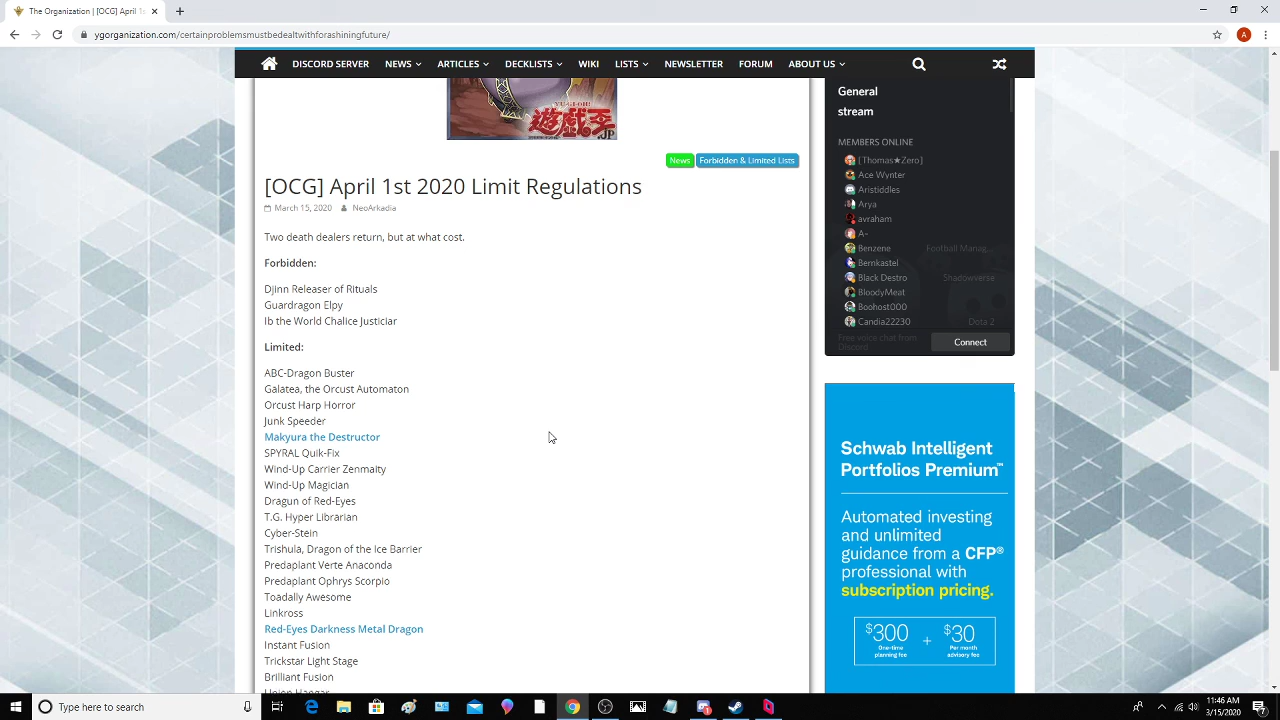 The Organization | [OCG] April 1s
ygorganization.com/certainproblemsmustbedealtwithforashiningfuture/
A
DISCORD SERVER NEWS ARTICLES DECKLISTS WIKI LISTS NEWSLETTER FORUM ABOUT US
YU-GI-OH!
遊戯王.JP
News Forbidden & Limited Lists
[OCG] April 1st 2020 Limit Regulations
March 15, 2020 NeoArkadia
Two death dealers return, but at what cost.
Forbidden:
Djinn Releaser of Rituals
Guardragon Elpy
Ib the World Chalice Justiciar
Limited:
ABC-Dragon Buster
Galatea, the Orcust Automaton
Orcust Harp Horror
Junk Speeder
Makyura the Destructor
SPYRAL Quik-Fix
Wind-Up Carrier Zenmaity
Wind-Up Magician
Dragun of Red-Eyes
T.G. Hyper Librarian
Cyber-Stein
Trishula, Dragon of the Ice Barrier
Predaplant Verte Anaconda
Predaplant Ophrys Scorpio
Toadally Awesome
Linkross
Red-Eyes Darkness Metal Dragon
Instant Fusion
Trickstar Light Stage
Brilliant Fusion
Union Hangar
General
stream
MEMBERS ONLINE
[Thomas★Zero]
Ace Wynter
Aristiddles
Arya
avraham
A-
Benzene Football Manag...
Bernkastel
Black Destro Shadowverse
BloodyMeat
Boohost000
Candia22230 Dota 2
Free voice chat from
Discord
Connect
Schwab Intelligent
Portfolios Premium™
Automated investing
and unlimited
guidance from a CFP®
professional with
subscription pricing.
$300 + $30
One-time planning fee
Per month advisory fee
Type here to search
11:46 AM
3/15/2020